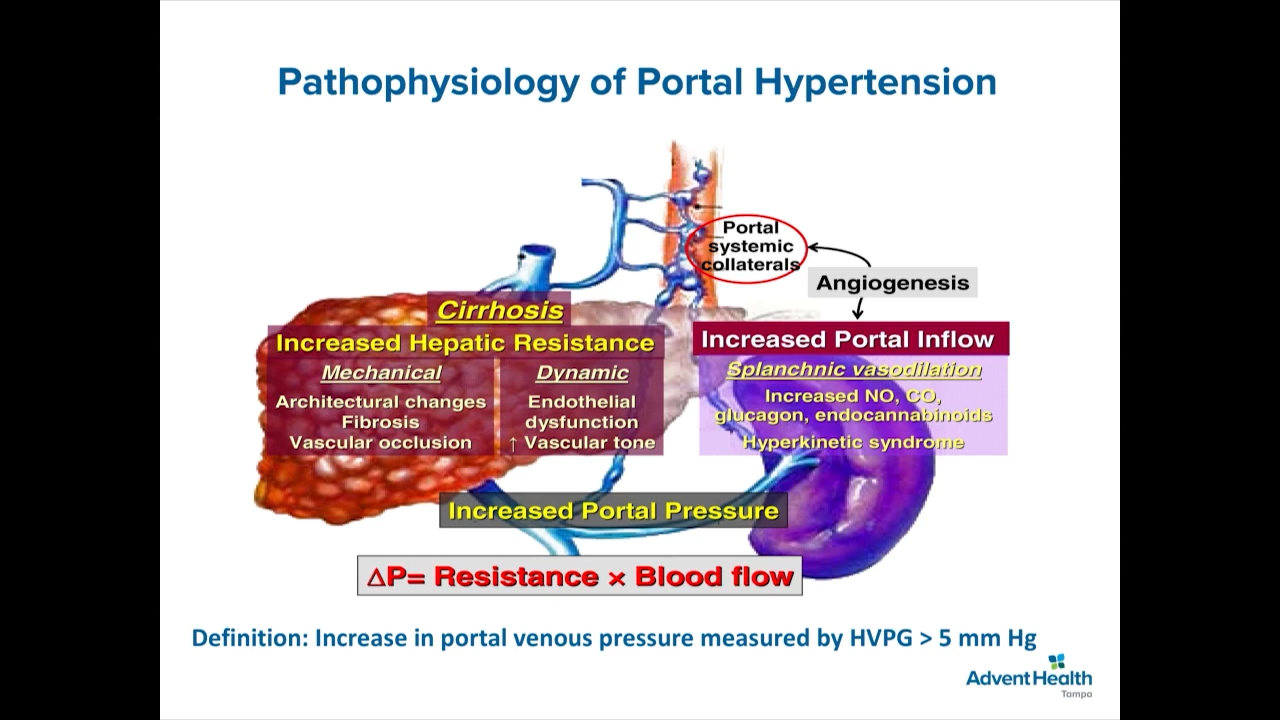 Pathophysiology of Portal Hypertension
Portal
systemic
collaterals
Angiogenesis
Cirrhosis
Increased Hepatic Resistance
Mechanical
Architectural changes
Fibrosis
Vascular occlusion
Dynamic
Endothelial
dysfunction
↑ Vascular tone
Increased Portal Inflow
Splanchnic vasodilation
Increased NO, CO,
glucagon, endocannabinoids
Hyperkinetic syndrome
Increased Portal Pressure
ΔP= Resistance × Blood flow
Definition: Increase in portal venous pressure measured by HVPG > 5 mm Hg
AdventHealth
Tampa